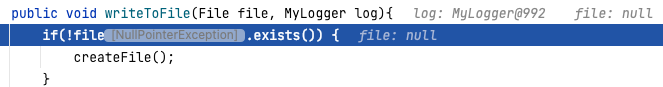 public void writeToFile(File file, MyLogger log){ log: MyLogger@992 file: null
if(!file [NullPointerException] .exists()) { file: null
createFile();
}